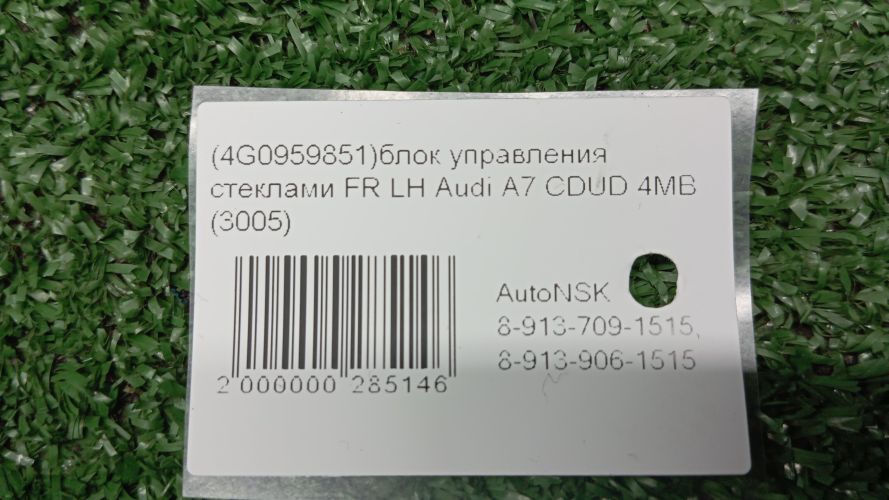 (4G0959851)блок управления
стеклами FR LH Audi A7 CDUD 4MB
(3005)
AutoNSK
8-913-709-1515,
8-913-906-1515
2 000000 285146